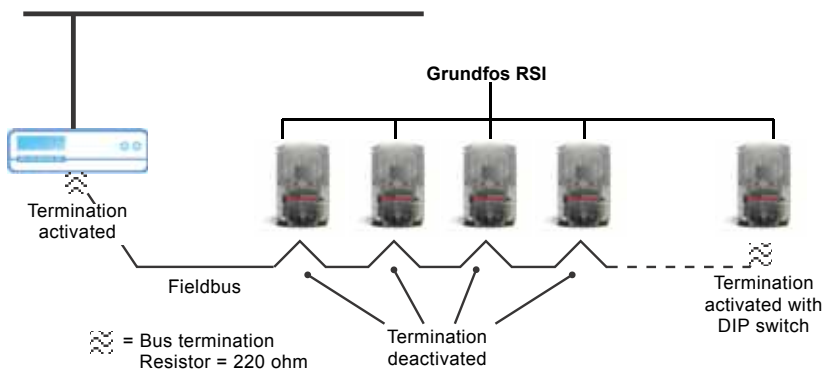 Grundfos RSI
Termination
activated
Fieldbus
Termination
activated with
DIP switch
= Bus termination
Resistor = 220 ohm
Termination
deactivated